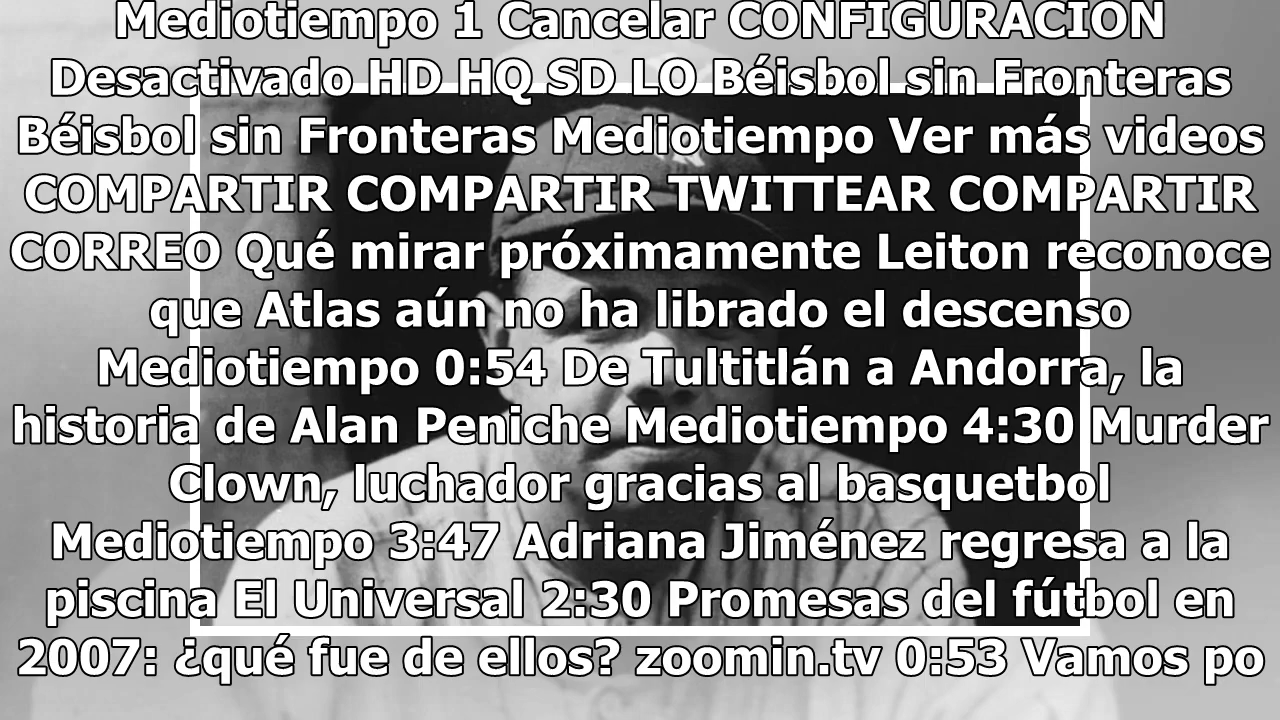 Mediotiempo 1 Cancelar CONFIGURACIÓN
Desactivado HD HQ SD LO Béisbol sin Fronteras
Béisbol sin Fronteras Mediotiempo Ver más videos
COMPARTIR COMPARTIR TWITTEAR COMPARTIR
CORREO Qué mirar próximamente Leiton reconoce
que Atlas aún no ha librado el descenso
Mediotiempo 0:54 De Tultitlán a Andorra, la
historia de Alan Peniche Mediotiempo 4:30 Murder
Clown, luchador gracias al basquetbol
Mediotiempo 3:47 Adriana Jiménez regresa a la
piscina El Universal 2:30 Promesas del fútbol en
2007: ¿qué fue de ellos? zoomin.tv 0:53 Vamos po